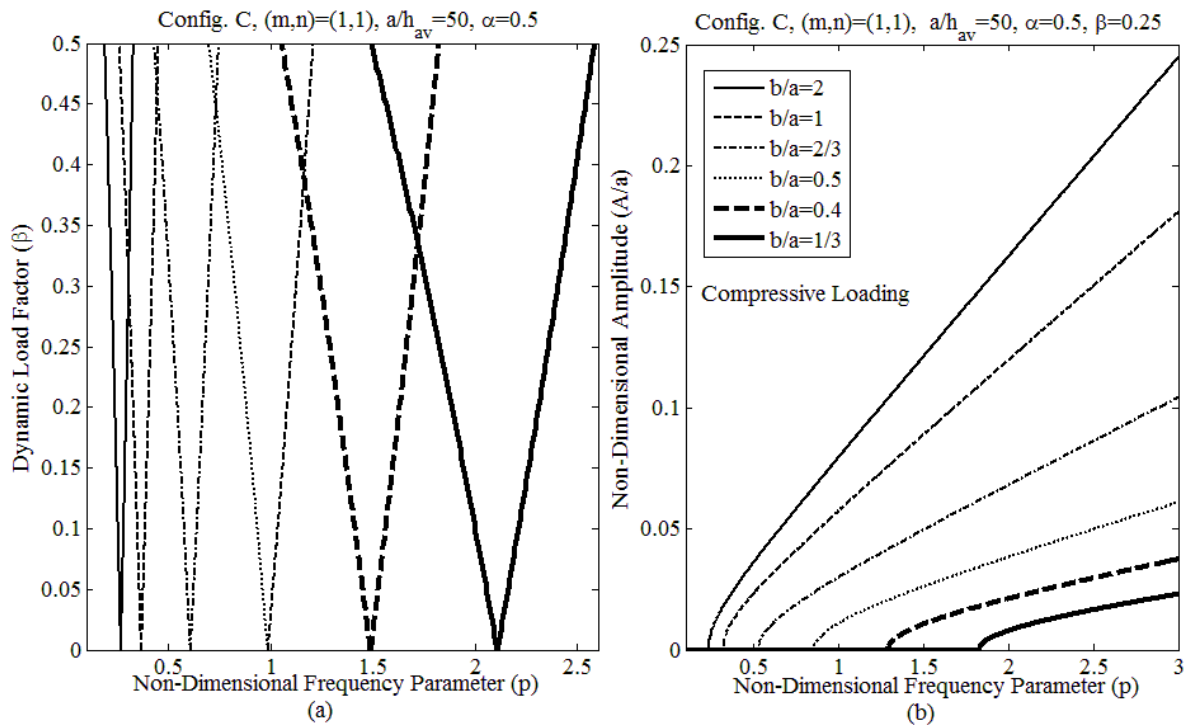 Config. C, (m,n)=(1,1), a/h_av=50, α=0.5
0.5
0.45
0.4
0.35
0.3
0.25
0.2
0.15
0.1
0.05
0
Dynamic Load Factor (β)
0.5
1
1.5
2
2.5
Non-Dimensional Frequency Parameter (p)
(a)
Config. C, (m,n)=(1,1), a/h_av=50, α=0.5, β=0.25
0.25
0.2
0.15
0.1
0.05
0
Non-Dimensional Amplitude (A/a)
b/a=2
b/a=1
b/a=2/3
b/a=0.5
b/a=0.4
b/a=1/3
Compressive Loading
0.5
1
1.5
2
2.5
3
Non-Dimensional Frequency Parameter (p)
(b)